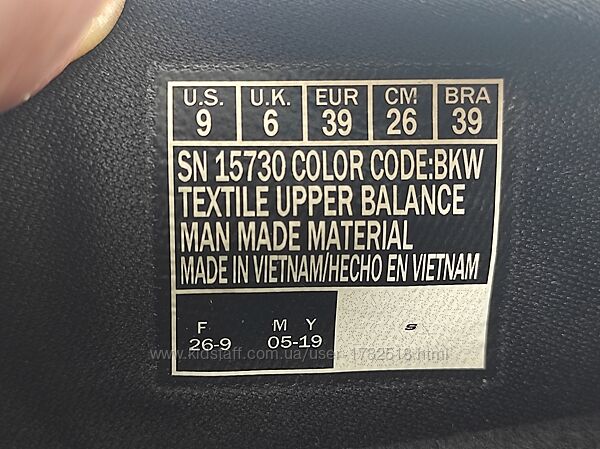 U.S. U.K. EUR CM BRA
9 6 39 26 39
SN 15730 COLOR CODE:BKW
TEXTILE UPPER BALANCE
MAN MADE MATERIAL
MADE IN VIETNAM/HECHO EN VIETNAM
F M Y
26-9 05-19
www.kidstaff.com.ua/user-1732518.html